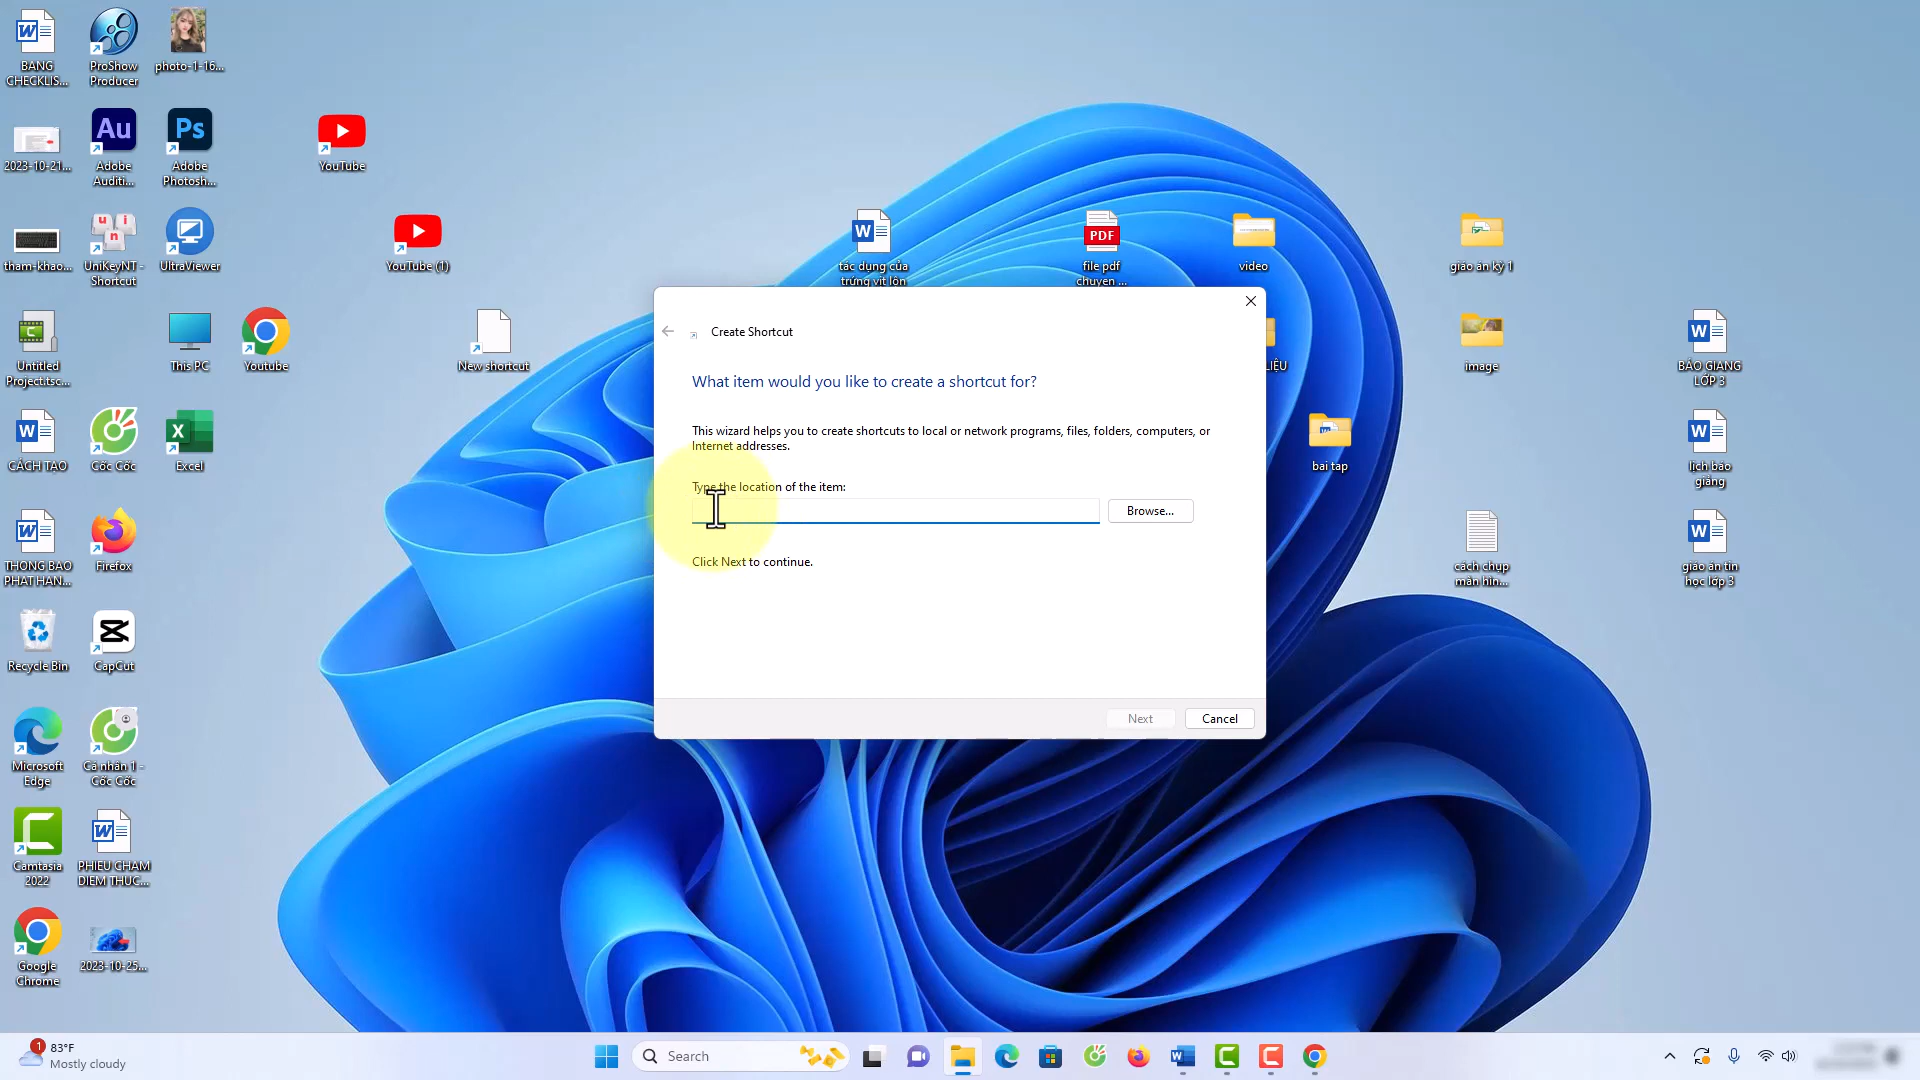 BANG
CHECKLIS...
ProShow
Producer
photo-1-16...
2023-10-21...
Au
Adobe
Auditi...
Ps
Adobe
Photosh...
YouTube
tham-khao...
u i n
UniKeyNT -
Shortcut
UltraViewer
YouTube (1)
W
tác dụng của
trứng vịt lộn
PDF
file pdf
chuyen ...
video
giáo án kỳ 1
Untitled
Project.tsc...
This PC
Youtube
New shortcut
LIỆU
image
W
BÁO GIẢNG
LỚP 3
W
CÁCH TẠO
Cốc Cốc
X
Excel
bai tap
W
lịch báo
giảng
W
THONG BAO
PHAT HAN...
Firefox
cách chụp
màn hìn...
W
giáo án tin
học lớp 3
Recycle Bin
CapCut
Microsoft
Edge
Cá nhân 1 -
Cốc Cốc
Camtasia
2022
W
PHIEU CHAM
DIEM THUC...
Google
Chrome
2023-10-25...
Create Shortcut
What item would you like to create a shortcut for?
This wizard helps you to create shortcuts to local or network programs, files, folders, computers, or
Internet addresses.
Type the location of the item:
Browse...
Click Next to continue.
Next
Cancel
1
83°F
Mostly cloudy
Search